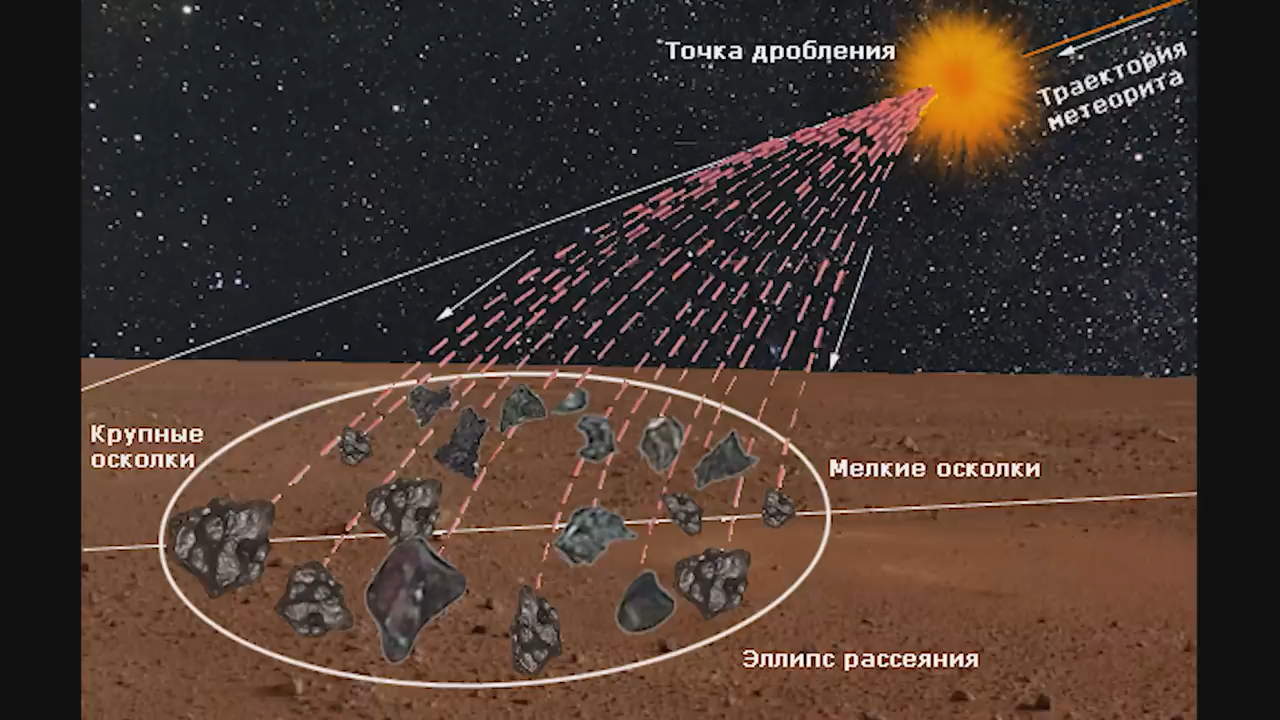 Точка дробления
Траектория
метеорита
Крупные
осколки
Мелкие осколки
Эллипс рассеяния